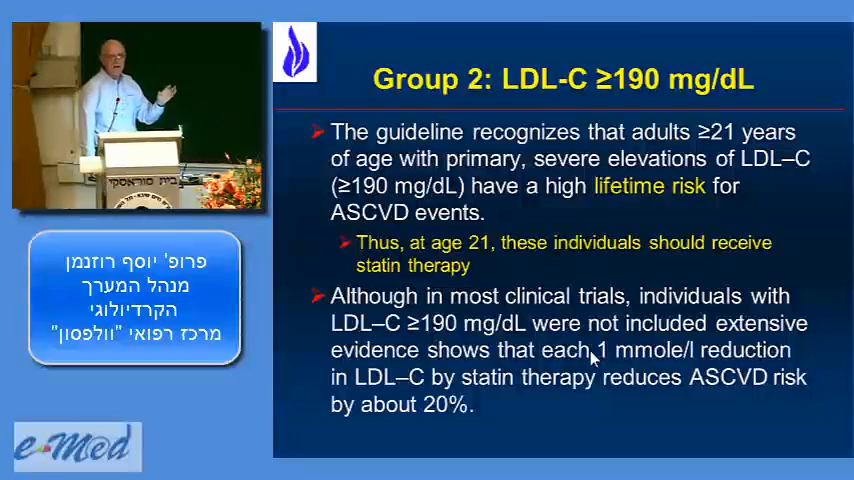 Group 2: LDL-C ≥190 mg/dL
The guideline recognizes that adults ≥21 years
of age with primary, severe elevations of LDL–C
(≥190 mg/dL) have a high lifetime risk for
ASCVD events.
Thus, at age 21, these individuals should receive
statin therapy
Although in most clinical trials, individuals with
LDL–C ≥190 mg/dL were not included extensive
evidence shows that each 1 mmole/l reduction
in LDL–C by statin therapy reduces ASCVD risk
by about 20%.
בית סוראסקי
פרופ' יוסף רוזנמן
מנהל המערך
הקרדיולוגי
מרכז רפואי "וולפסון"
e-Med